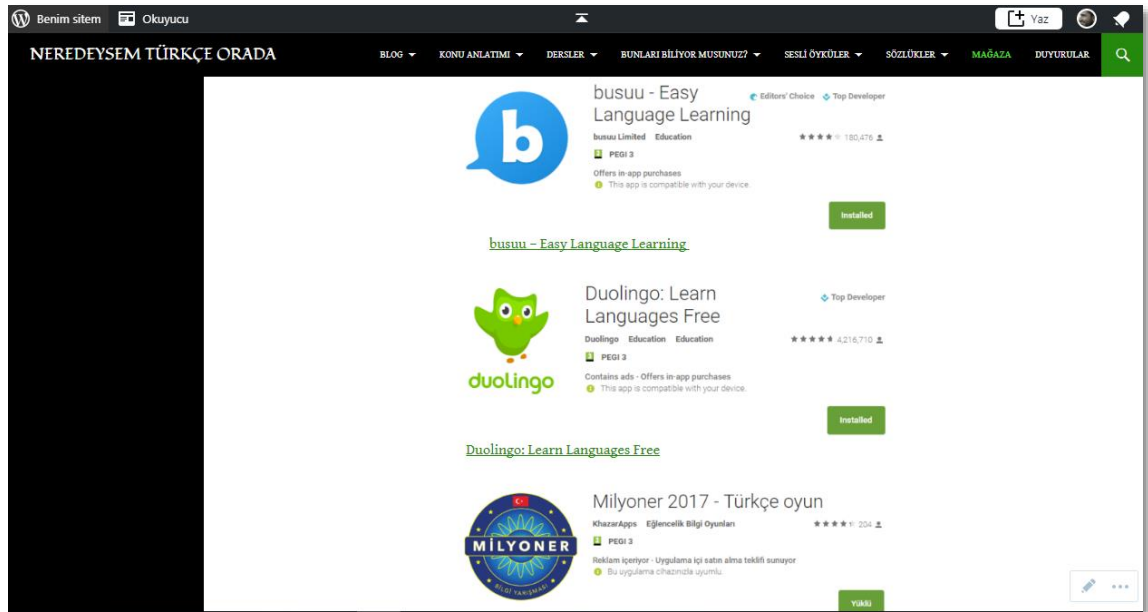 Benim sitem Okuyucu Yaz
NEREDEYSEM TÜRKÇE ORADA BLOG KONU ANLATIMI DERSLER BUNLARI BİLİYOR MUSUNUZ? SESLİ ÖYKÜLER SÖZLÜKLER MAĞAZA DUYURULAR
busuu - Easy Language Learning
Editors' Choice Top Developer
busuu Limited Education 180,476
PEGI 3
Offers in-app purchases
This app is compatible with your device.
Installed
b
busuu – Easy Language Learning
Duolingo: Learn Languages Free
Top Developer
Duolingo Education Education 4,216,710
PEGI 3
Contains ads - Offers in-app purchases
This app is compatible with your device.
Installed
duolingo
Duolingo: Learn Languages Free
Milyoner 2017 - Türkçe oyun
KhazarApps Eğlencelik Bilgi Oyunları 204
PEGI 3
Reklam içeriyor - Uygulama içi satın alma teklifi sunuyor
Bu uygulama cihazınızla uyumlu.
Yüklü
MİLYONER
BİLGİ YARIŞMASI